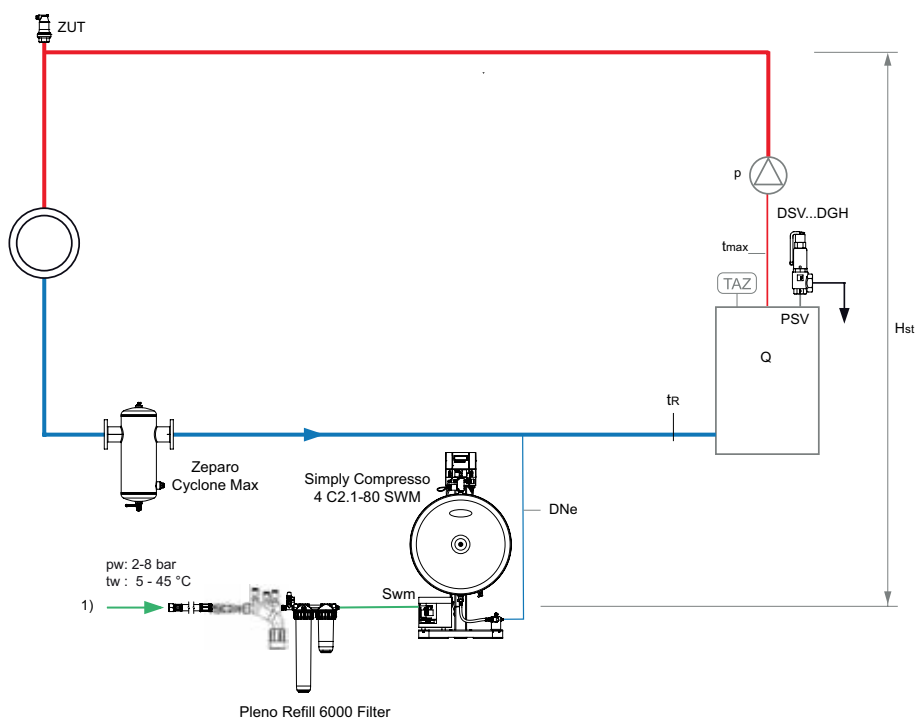 ZUT
p
DSV...DGH
tmax
TAZ
PSV
Hst
Q
tR
Zeparo
Cyclone Max
Simply Compresso
4 C2.1-80 SWM
DNe
pw: 2-8 bar
tw : 5 - 45 °C
1)
Swm
Pleno Refill 6000 Filter